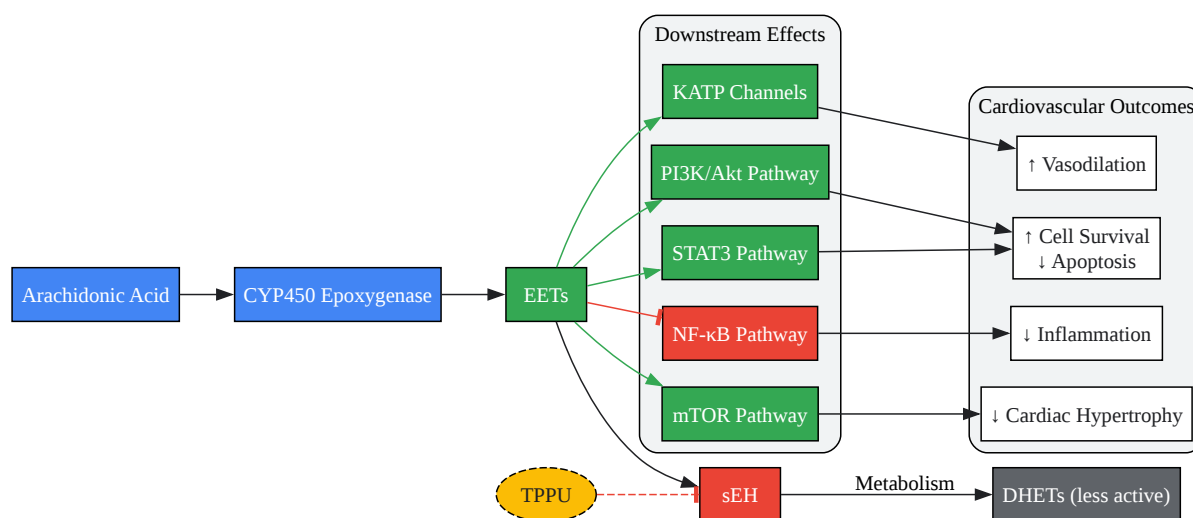 Downstream Effects
KATP Channels
Cardiovascular Outcomes
↑ Vasodilation
PI3K/Akt Pathway
STAT3 Pathway
↑ Cell Survival
↓ Apoptosis
Arachidonic Acid
CYP450 Epoxygenase
EETs
NF-κB Pathway
↓ Inflammation
mTOR Pathway
↓ Cardiac Hypertrophy
TPPU
sEH
Metabolism
DHETs (less active)